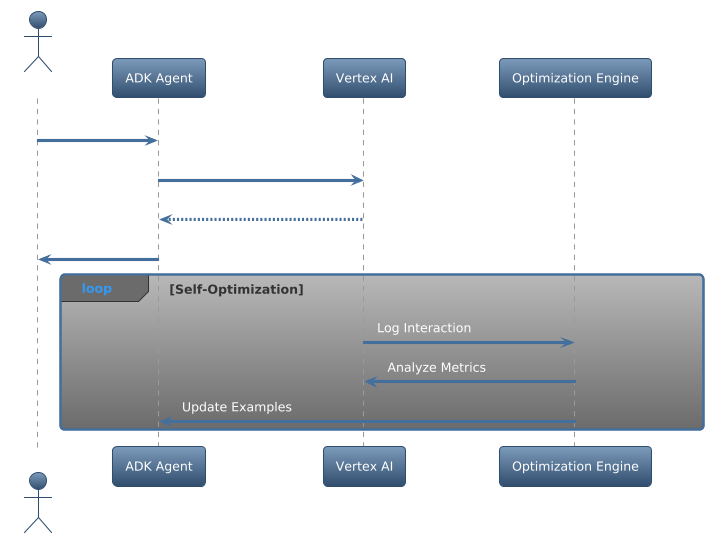 ADK Agent
Vertex AI
Optimization Engine
loop
[Self-Optimization]
Log Interaction
Analyze Metrics
Update Examples
ADK Agent
Vertex AI
Optimization Engine